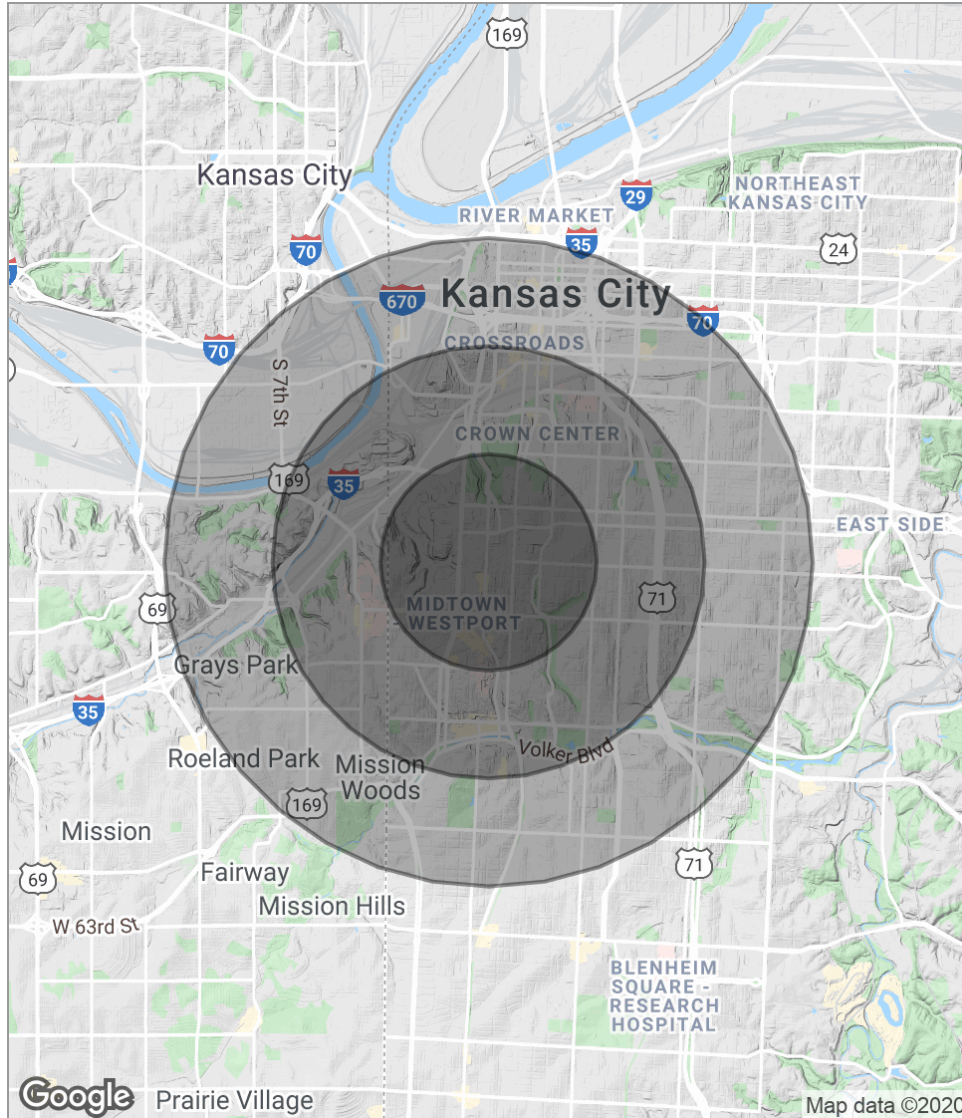 169
Kansas City
NORTHEAST
KANSAS CITY
29
RIVER MARKET
70
35
24
670
Kansas City
70
70
CROSSROADS
S 7th St
CROWN CENTER
169
35
EAST SIDE
71
69
MIDTOWN
- WESTPORT
Grays Park
35
Volker Blvd
Roeland Park
Mission
Woods
169
Mission
71
Fairway
69
Mission Hills
W 63rd St
BLENHEIM
SQUARE -
RESEARCH
HOSPITAL
Google
Prairie Village
Map data ©2020